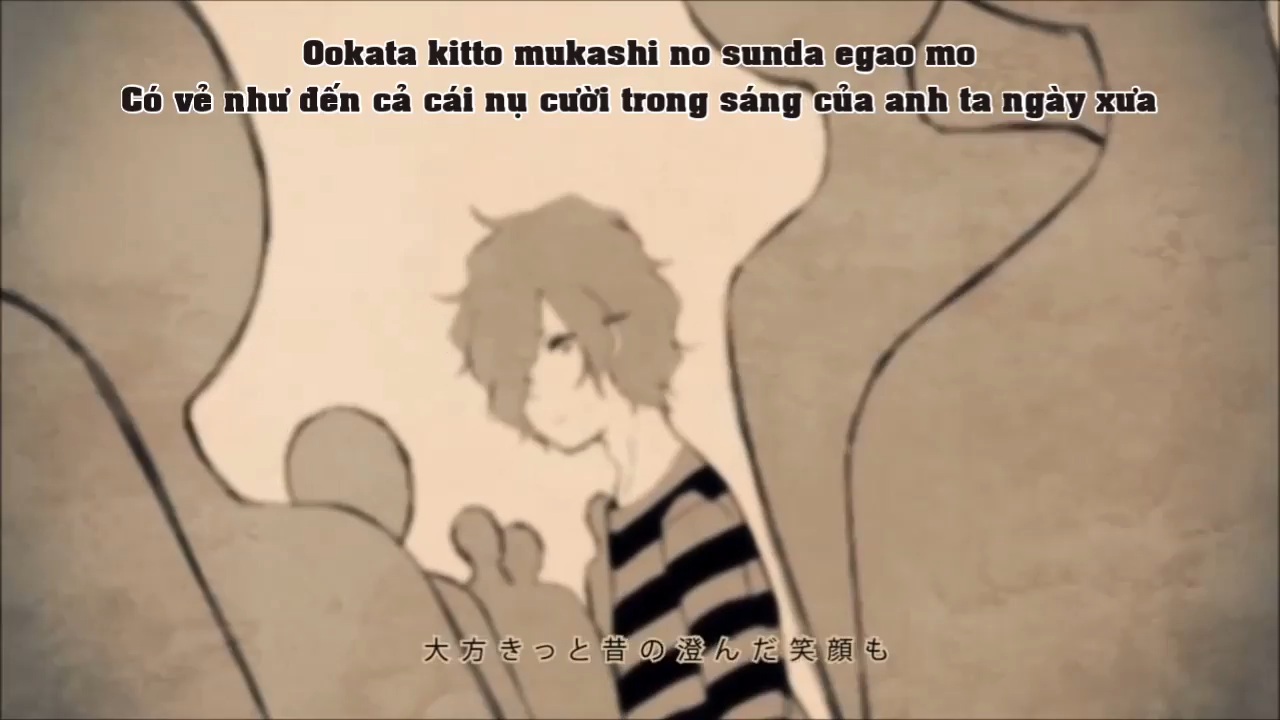 Ookata kitto mukashi no sunda egao mo
Có vẻ như đến cả cái nụ cười trong sáng của anh ta ngày xưa
大方きっと昔の澄んだ笑顔も